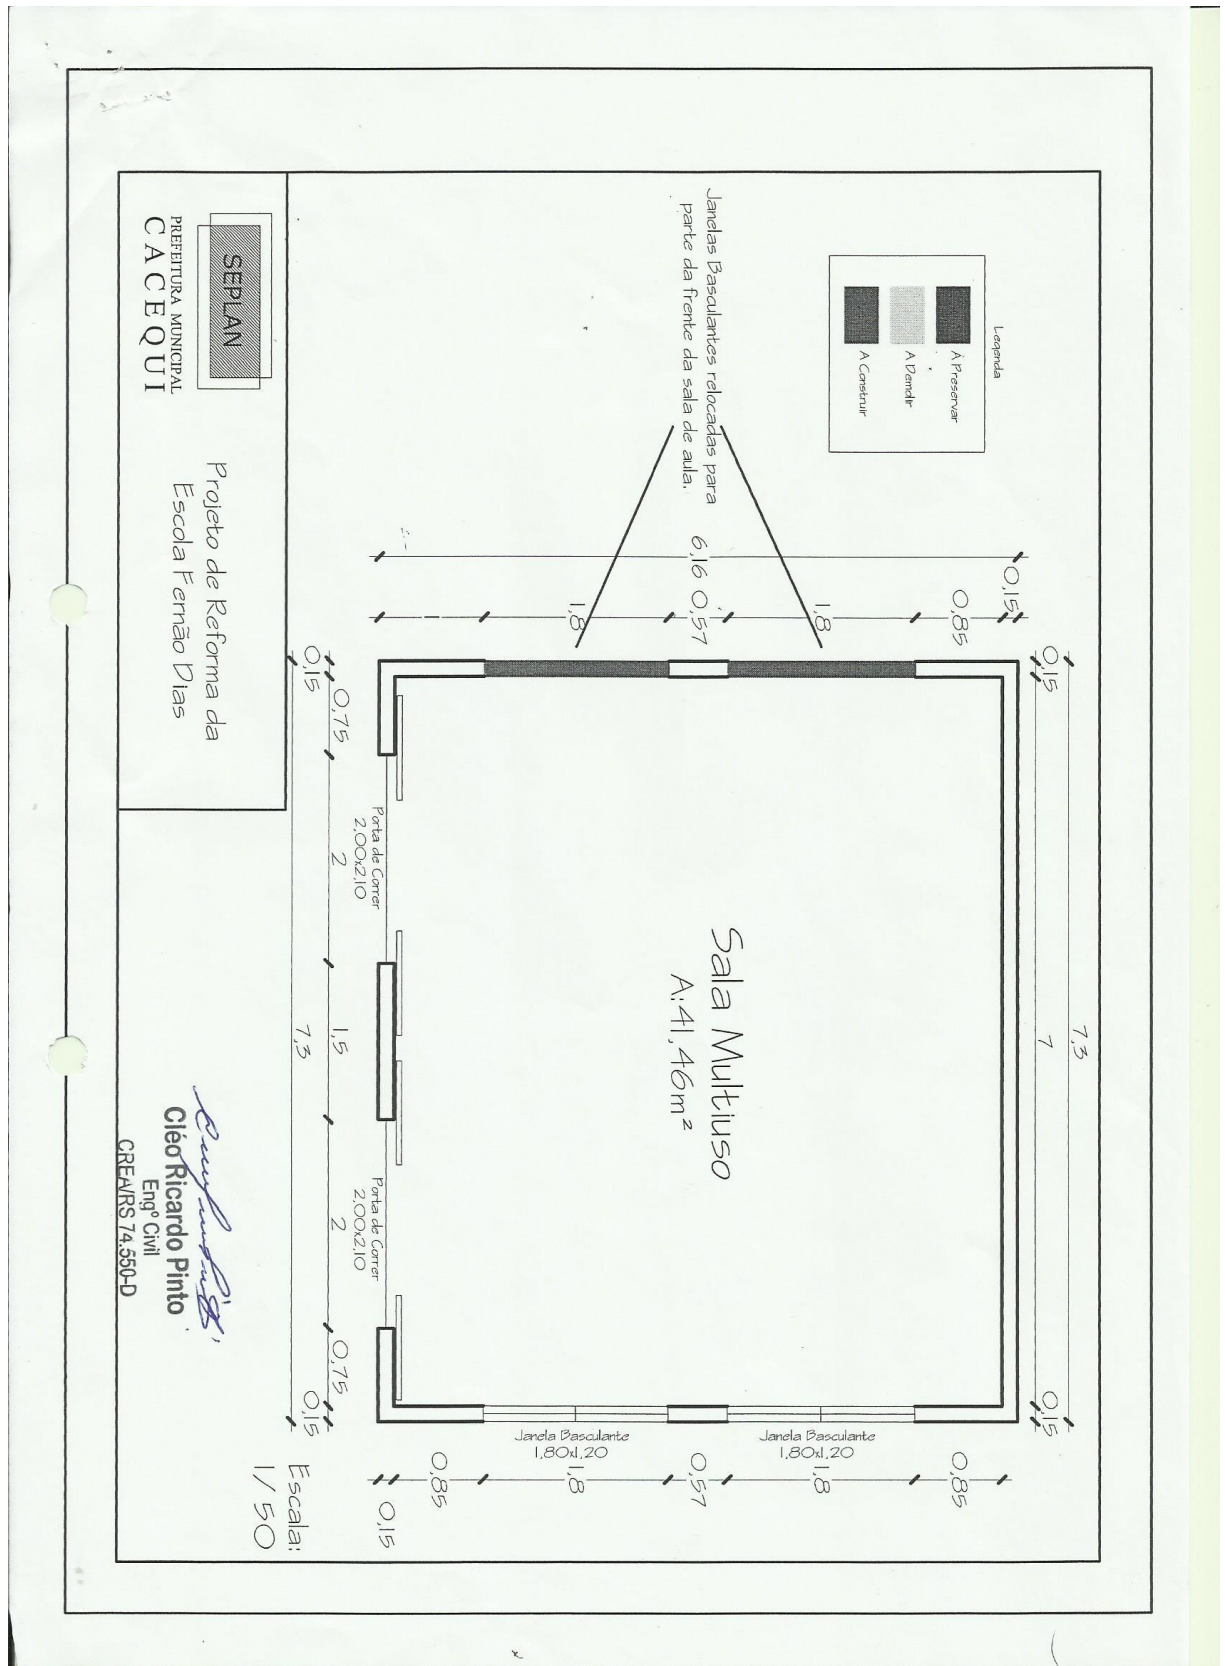 Legenda
À Preservar
A Demolir
A Construir
Janelas Basculantes relocadas para
parte da frente da sala de aula.
7,3
0,15
7
0,15
0,15
0,85
1,8
0,57
6,16
1,8
1
Sala Multiuso
A:41,46m²
0,85
1,8
0,57
1,8
0,85
0,15
Janela Basculante
1,80x1,20
Janela Basculante
1,80x1,20
Porta de Correr
2,00x2,10
Porta de Correr
2,00x2,10
0,15
0,75
2
1,5
2
0,75
0,15
7,3
Escala:
1/50
SEPLAN
PREFEITURA MUNICIPAL
CACEQUI
Projeto de Reforma da
Escola Fernão Dias
Cléo Ricardo Pinto
Engº Civil
CREA/RS 74.550-D